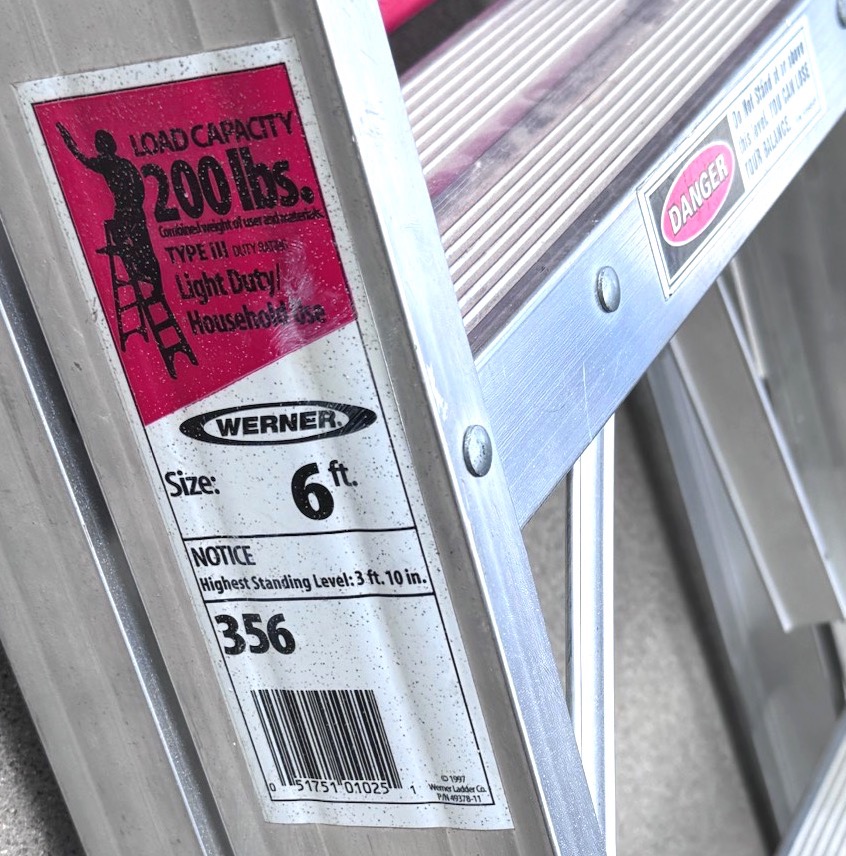 LOAD CAPACITY
200 lbs.
Combined weight of user and materials.
TYPE III DUTY RATING
Light Duty/
Household Use
WERNER.
Size: 6 ft.
NOTICE
Highest Standing Level: 3 ft. 10 in.
356
0 51751 01025 1
© 1997
Werner Ladder Co.
P/N 49378-11
DANGER
Do Not Stand at or above
this level YOU CAN LOSE
YOUR BALANCE.